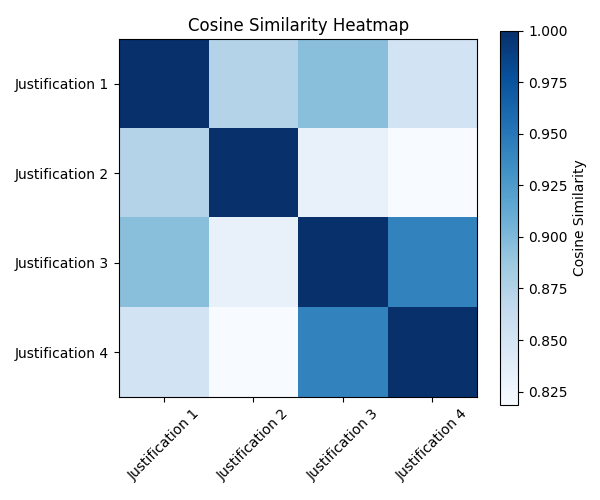 Cosine Similarity Heatmap
Justification 1
Justification 2
Justification 3
Justification 4
Justification 1
Justification 2
Justification 3
Justification 4
1.000
0.975
0.950
0.925
0.900
0.875
0.850
0.825
Cosine Similarity